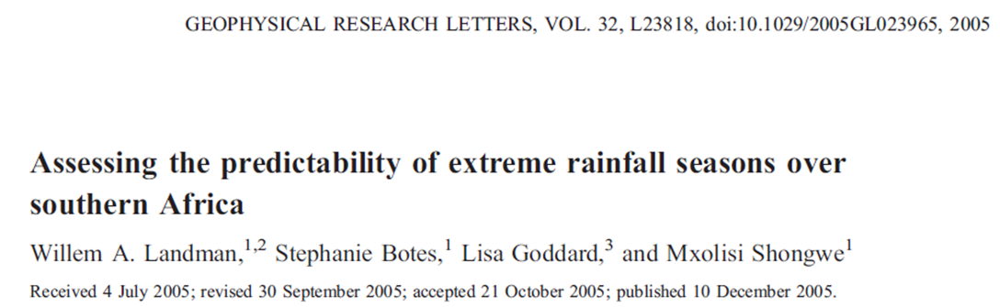 GEOPHYSICAL RESEARCH LETTERS, VOL. 32, L23818, doi:10.1029/2005GL023965, 2005
Assessing the predictability of extreme rainfall seasons over
southern Africa
Willem A. Landman,1,2 Stephanie Botes,1 Lisa Goddard,3 and Mxolisi Shongwe1
Received 4 July 2005; revised 30 September 2005; accepted 21 October 2005; published 10 December 2005.